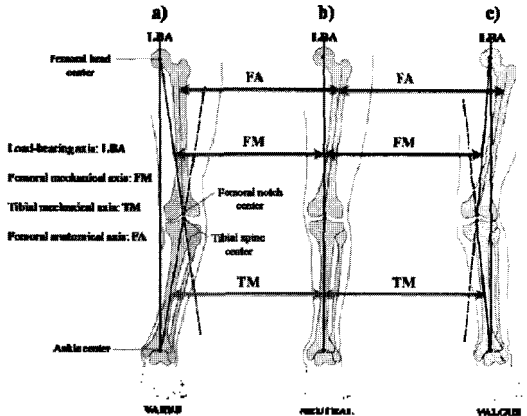 a) b) c)
LBA LBA LBA
Femoral head
center
FA FA
Load-bearing axis: LBA
FM FM
Femoral mechanical axis: FM
Tibial mechanical axis: TM
Femoral notch
center
Femoral anatomical axis: FA
Tibial spine
center
TM TM
Ankle center
VARUS NEUTRAL VALGUS